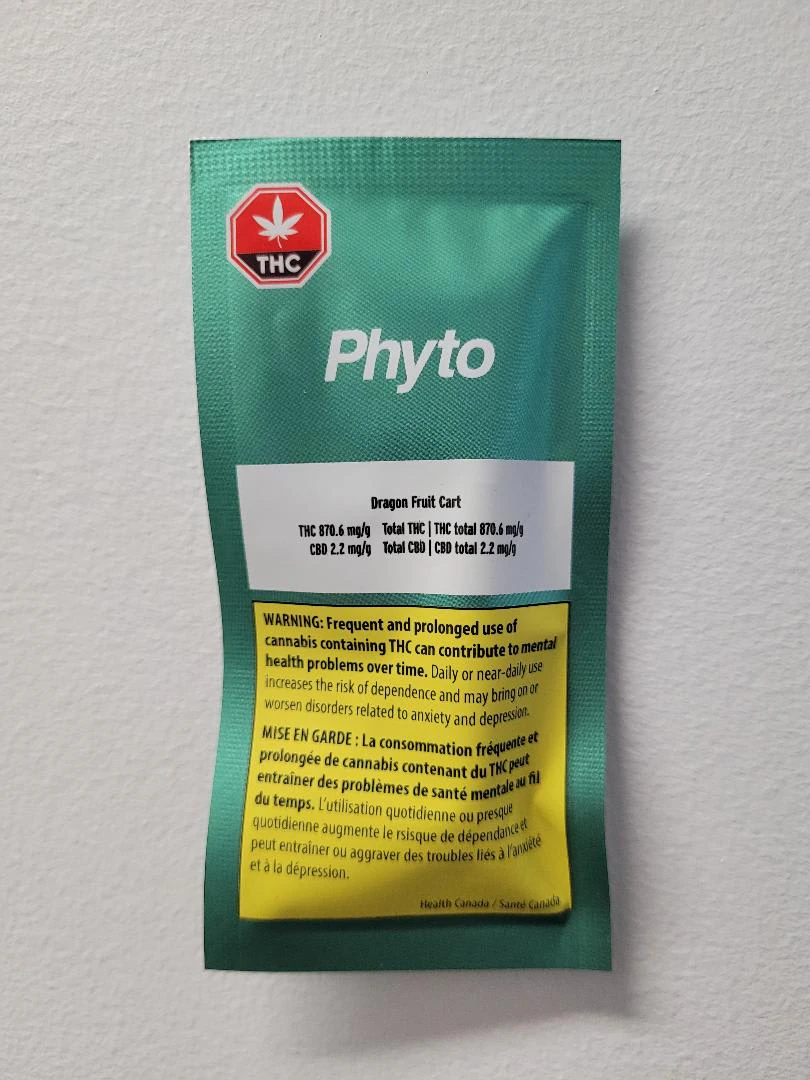 THC
Phyto
Dragon Fruit Cart
THC 870.6 mg/g Total THC | THC total 870.6 mg/g
CBD 2.2 mg/g Total CBD | CBD total 2.2 mg/g
WARNING: Frequent and prolonged use of
cannabis containing THC can contribute to mental
health problems over time. Daily or near-daily use
increases the risk of dependence and may bring on or
worsen disorders related to anxiety and depression.
MISE EN GARDE : La consommation fréquente et
prolongée de cannabis contenant du THC peut
entraîner des problèmes de santé mentale au fil
du temps. L'utilisation quotidienne ou presque
quotidienne augmente le rsisque de dépendance et
peut entraîner ou aggraver des troubles liés à l'anxiété
et à la dépression.
Health Canada / Santé Canada